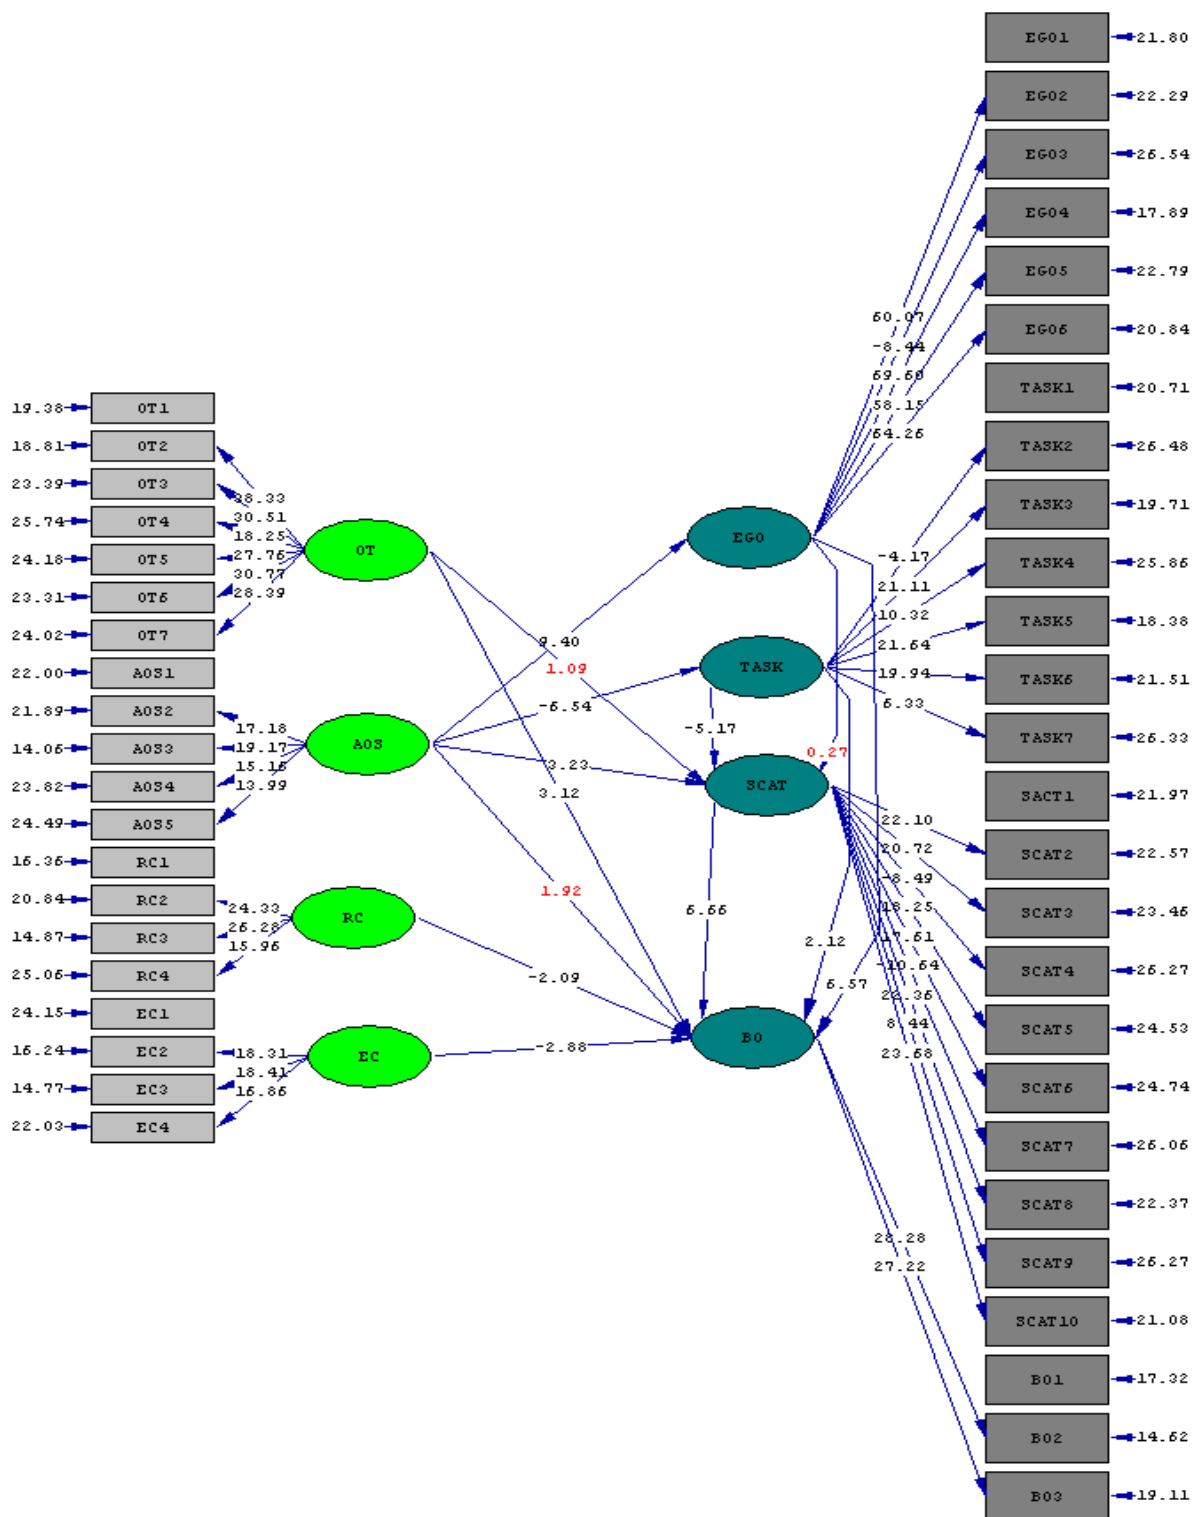 EGO1 21.80
EGO2 22.29
EGO3 26.54
EGO4 17.89
EGO5 22.79
EGO6 20.84
TASK1 20.71
TASK2 26.48
TASK3 19.71
TASK4 25.86
TASK5 18.38
TASK6 21.51
TASK7 26.33
SACT1 21.97
SCAT2 22.57
SCAT3 23.46
SCAT4 26.27
SCAT5 24.53
SCAT6 24.74
SCAT7 26.06
SCAT8 22.37
SCAT9 26.27
SCAT10 21.08
BO1 17.32
BO2 14.62
BO3 19.11
19.38 OT1
18.81 OT2
23.39 OT3
25.74 OT4
24.18 OT5
23.31 OT6
24.02 OT7
22.00 AOS1
21.89 AOS2
14.06 AOS3
23.82 AOS4
24.49 AOS5
16.36 RC1
20.84 RC2
14.87 RC3
25.06 RC4
24.15 EC1
16.24 EC2
14.77 EC3
22.03 EC4
38.33
30.51
18.25
27.76
30.77
28.39
17.18
19.17
15.16
13.99
24.33
26.28
15.96
18.31
18.41
16.86
OT
AOS
RC
EC
9.40
1.09
-6.54
3.23
3.12
1.92
-2.09
-2.88
EGO
TASK
SCAT
BO
-5.17
0.27
6.66
2.12
6.57
60.07
-8.44
69.60
58.15
64.26
-4.17
21.11
10.32
21.64
19.94
6.33
22.10
20.72
-8.49
18.25
17.61
-10.64
22.36
8.44
23.68
28.28
27.22